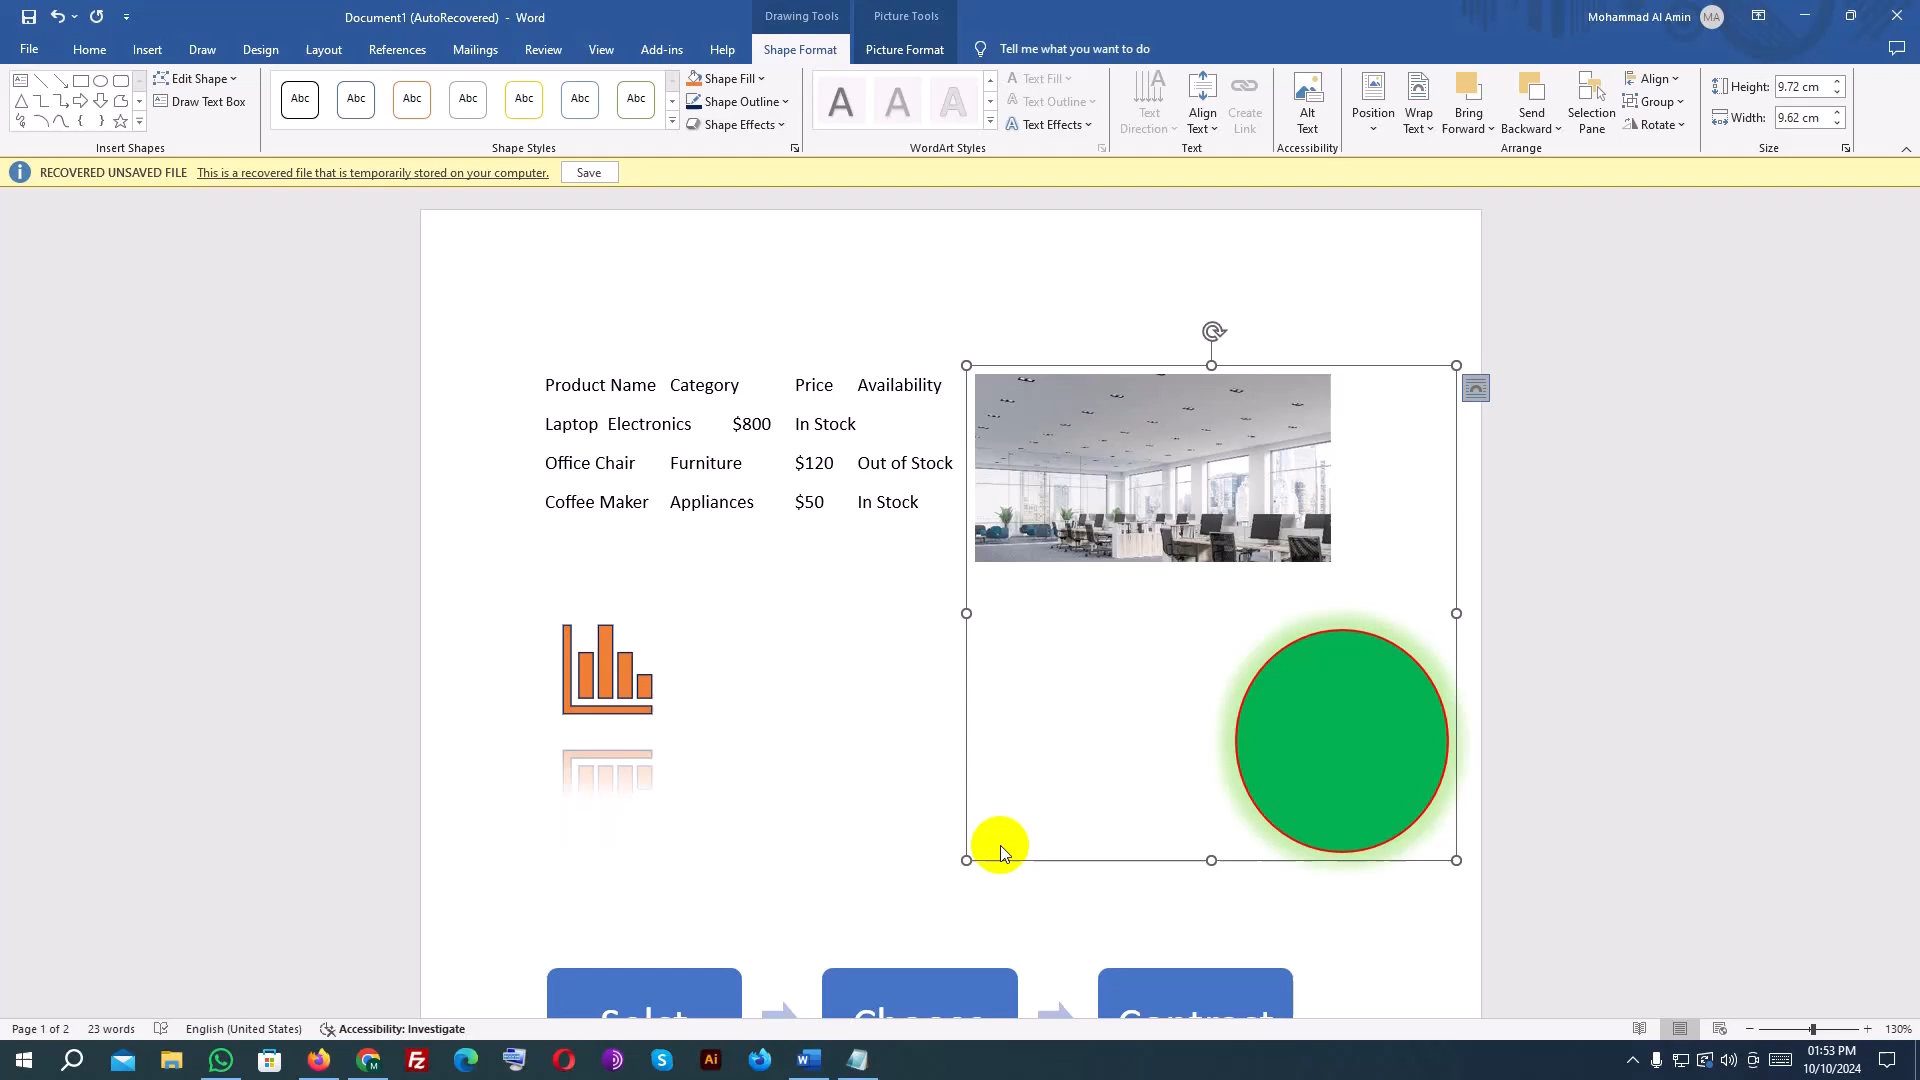 Document1 (AutoRecovered) - Word
Drawing Tools
Picture Tools
Mohammad Al Amin
MA
File
Home
Insert
Draw
Design
Layout
References
Mailings
Review
View
Add-ins
Help
Shape Format
Picture Format
Tell me what you want to do
Edit Shape
Draw Text Box
Insert Shapes
Abc
Abc
Abc
Abc
Abc
Abc
Abc
Shape Fill
Shape Outline
Shape Effects
Shape Styles
A
A
A
Text Fill
Text Outline
Text Effects
WordArt Styles
Text Direction
Align Text
Create Link
Text
Alt Text
Accessibility
Position
Wrap Text
Bring Forward
Send Backward
Selection Pane
Align
Group
Rotate
Arrange
Height: 9.72 cm
Width: 9.62 cm
Size
RECOVERED UNSAVED FILE This is a recovered file that is temporarily stored on your computer. Save
Product Name Category Price Availability
Laptop Electronics $800 In Stock
Office Chair Furniture $120 Out of Stock
Coffee Maker Appliances $50 In Stock
Page 1 of 2
23 words
English (United States)
Accessibility: Investigate
130%
01:53 PM
10/10/2024